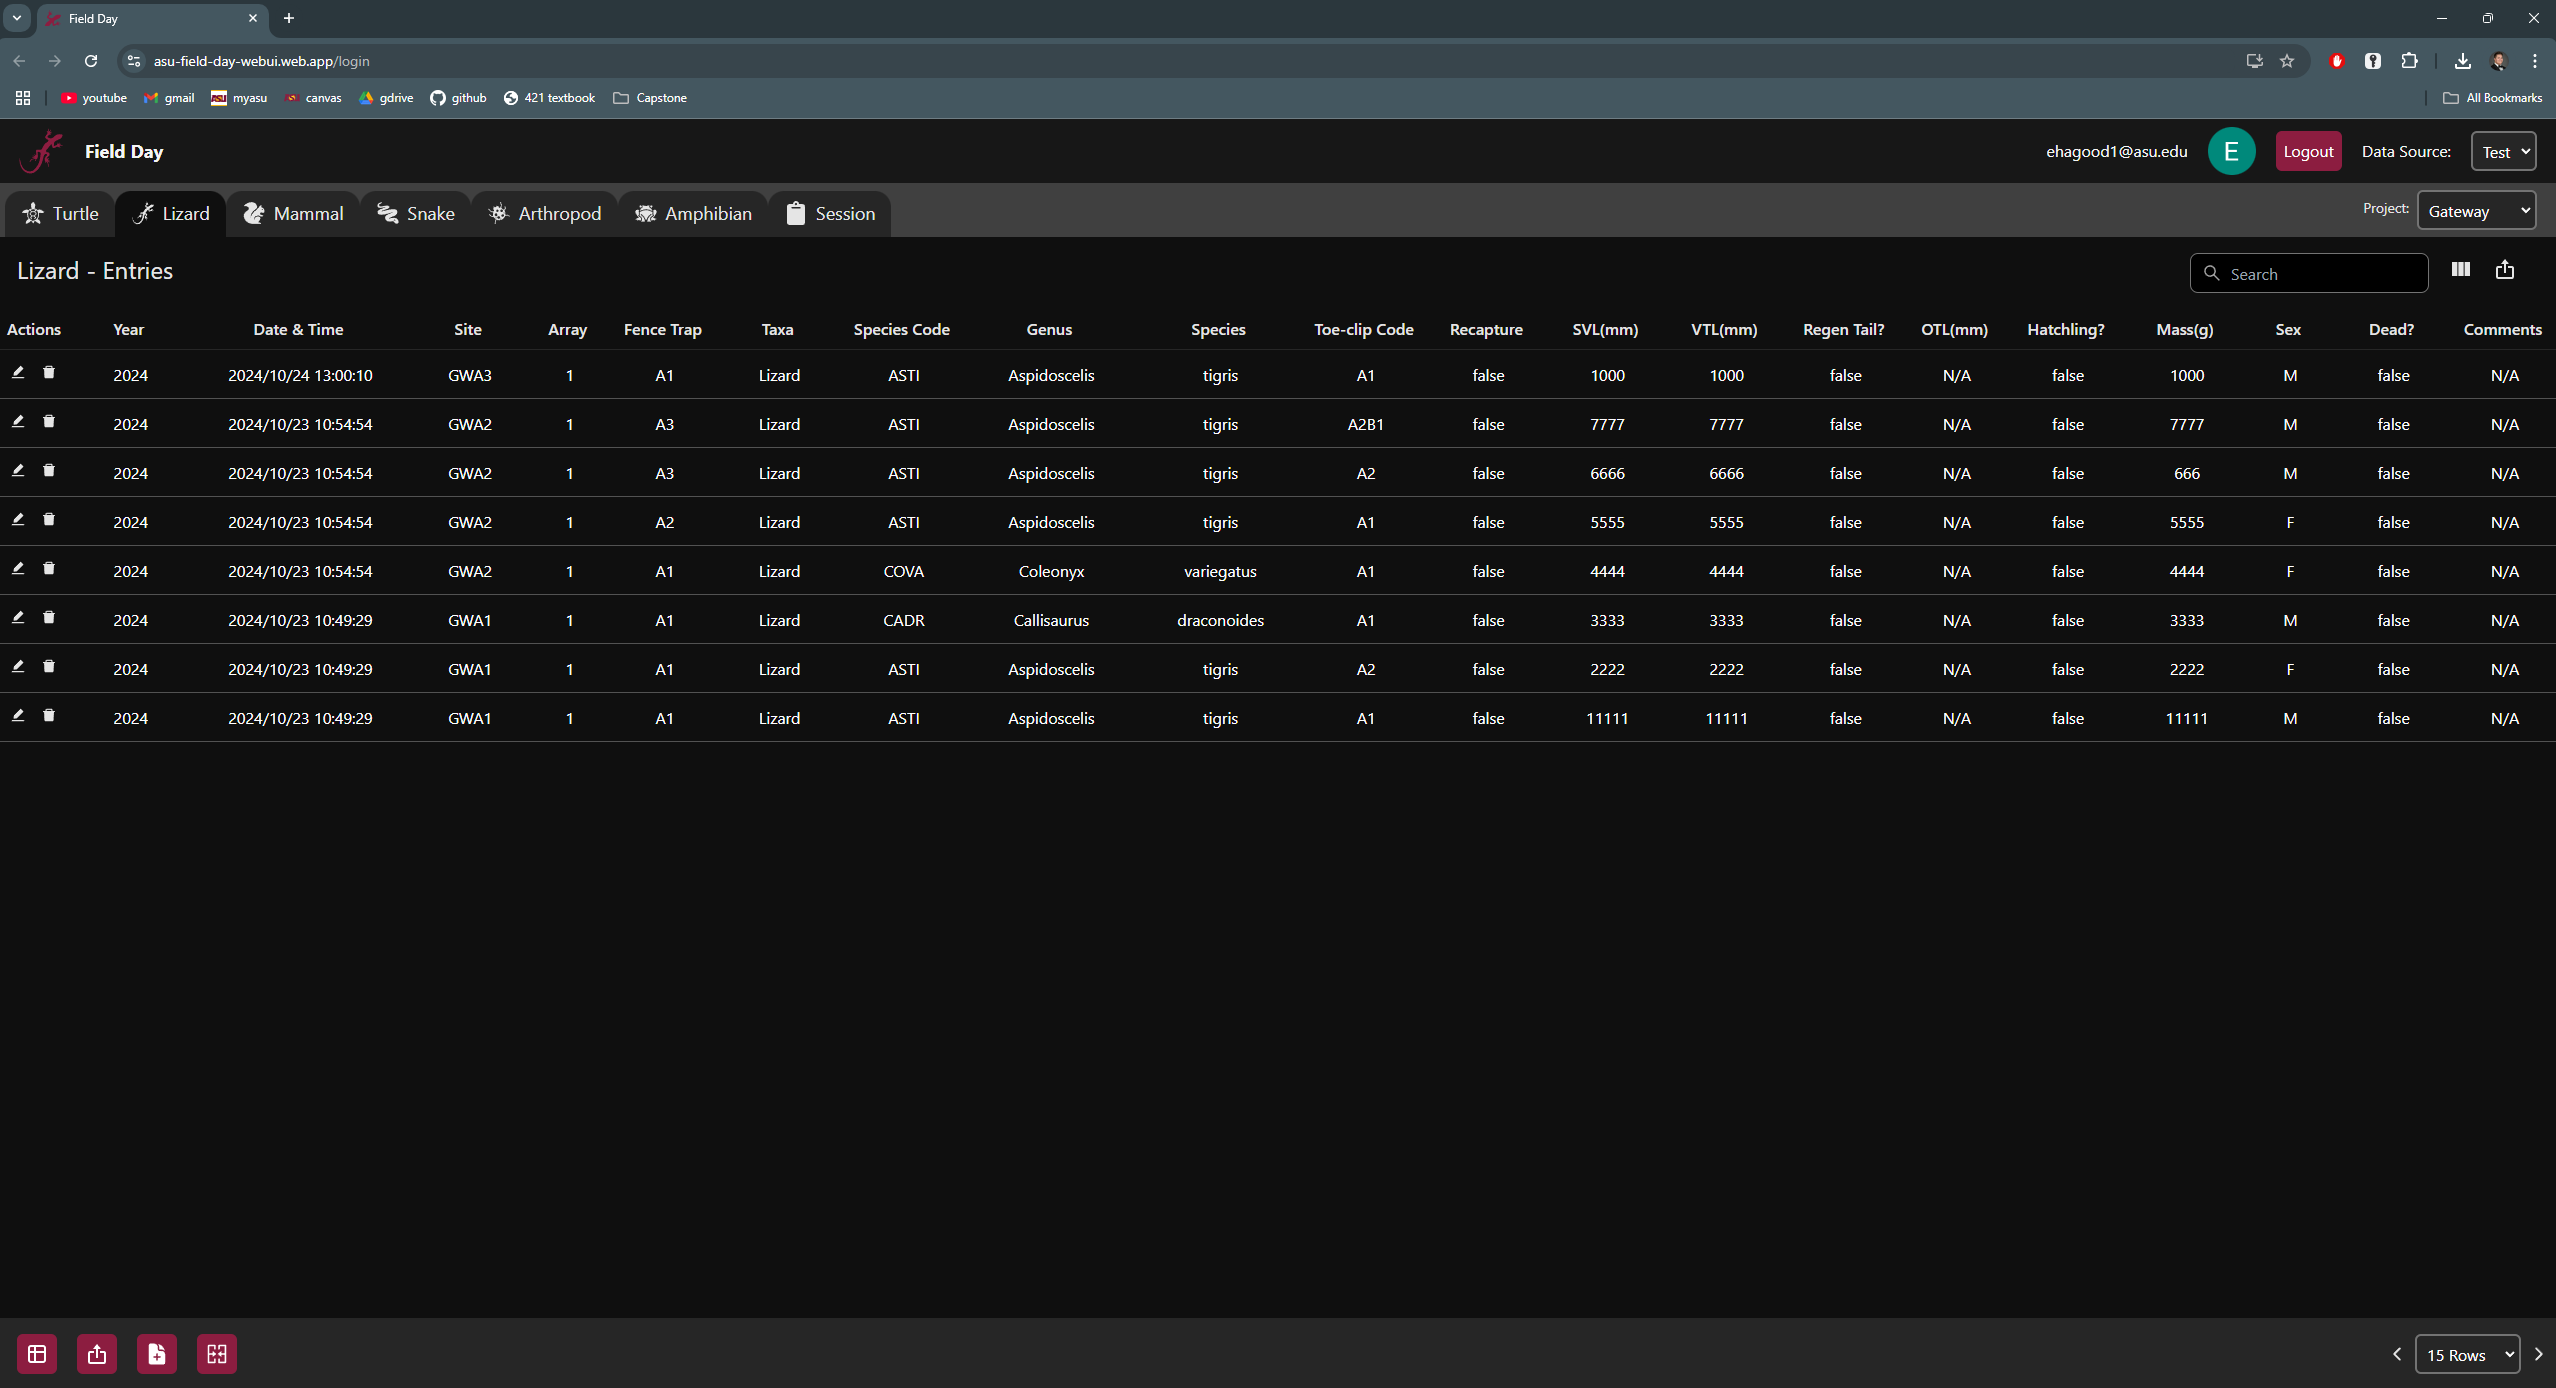 Field Day
asu-field-day-webui.web.app/login
youtube gmail myasu canvas gdrive github 421 textbook Capstone All Bookmarks
Field Day ehagood1@asu.edu E Logout Data Source: Test
Turtle Lizard Mammal Snake Arthropod Amphibian Session Project: Gateway
Lizard - Entries Search
Actions Year Date & Time Site Array Fence Trap Taxa Species Code Genus Species Toe-clip Code Recapture SVL(mm) VTL(mm) Regen Tail? OTL(mm) Hatchling? Mass(g) Sex Dead? Comments
2024 2024/10/24 13:00:10 GWA3 1 A1 Lizard ASTI Aspidoscelis tigris A1 false 1000 1000 false N/A false 1000 M false N/A
2024 2024/10/23 10:54:54 GWA2 1 A3 Lizard ASTI Aspidoscelis tigris A2B1 false 7777 7777 false N/A false 7777 M false N/A
2024 2024/10/23 10:54:54 GWA2 1 A3 Lizard ASTI Aspidoscelis tigris A2 false 6666 6666 false N/A false 666 M false N/A
2024 2024/10/23 10:54:54 GWA2 1 A2 Lizard ASTI Aspidoscelis tigris A1 false 5555 5555 false N/A false 5555 F false N/A
2024 2024/10/23 10:54:54 GWA2 1 A1 Lizard COVA Coleonyx variegatus A1 false 4444 4444 false N/A false 4444 F false N/A
2024 2024/10/23 10:49:29 GWA1 1 A1 Lizard CADR Callisaurus draconoides A1 false 3333 3333 false N/A false 3333 M false N/A
2024 2024/10/23 10:49:29 GWA1 1 A1 Lizard ASTI Aspidoscelis tigris A2 false 2222 2222 false N/A false 2222 F false N/A
2024 2024/10/23 10:49:29 GWA1 1 A1 Lizard ASTI Aspidoscelis tigris A1 false 11111 11111 false N/A false 11111 M false N/A
15 Rows